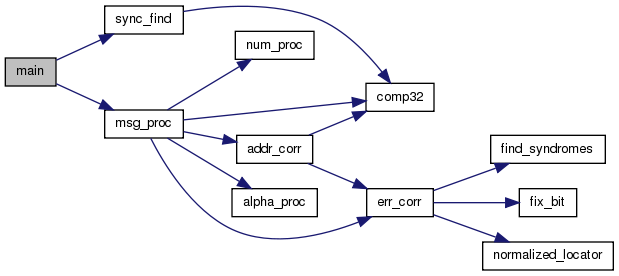 main
sync_find
msg_proc
num_proc
addr_corr
alpha_proc
comp32
err_corr
find_syndromes
fix_bit
normalized_locator